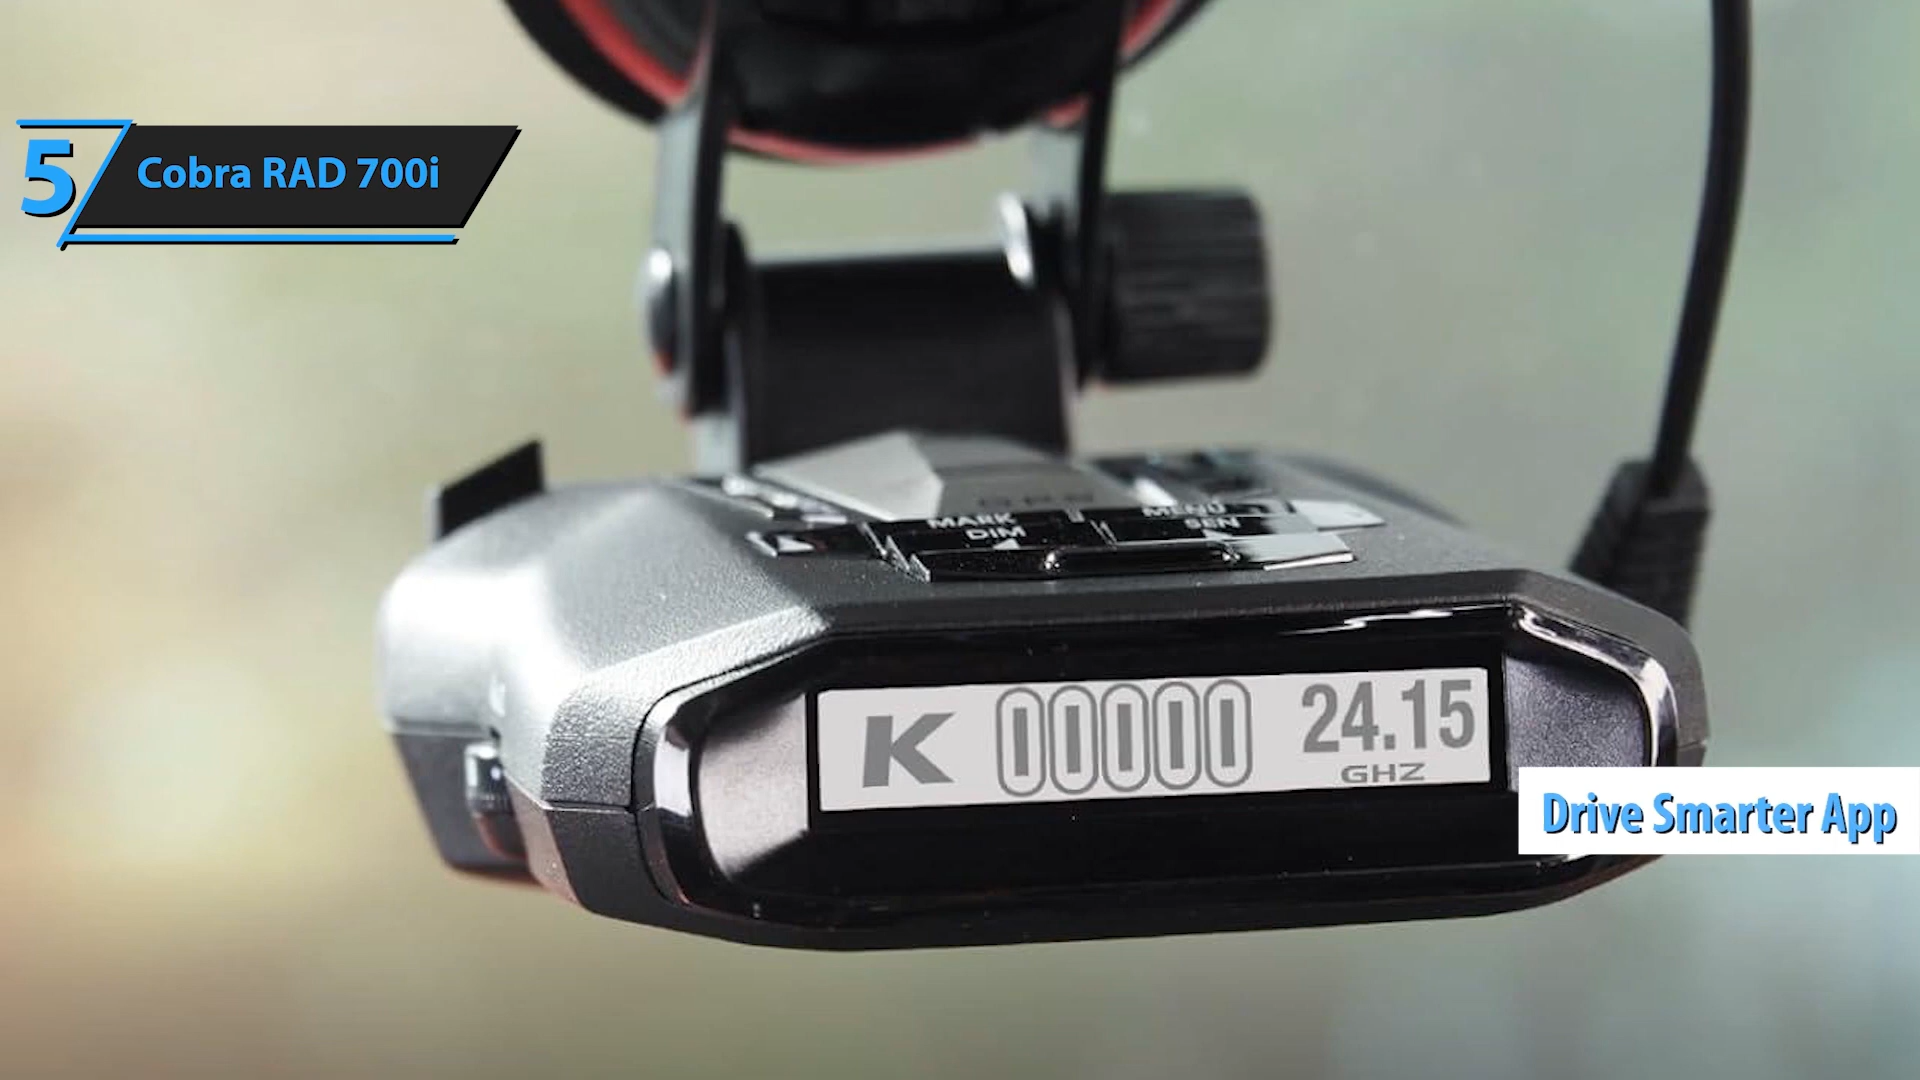 5
Cobra RAD 700i
MARK
DIM
MENU
SEN
K 24.15
GHZ
Drive Smarter App